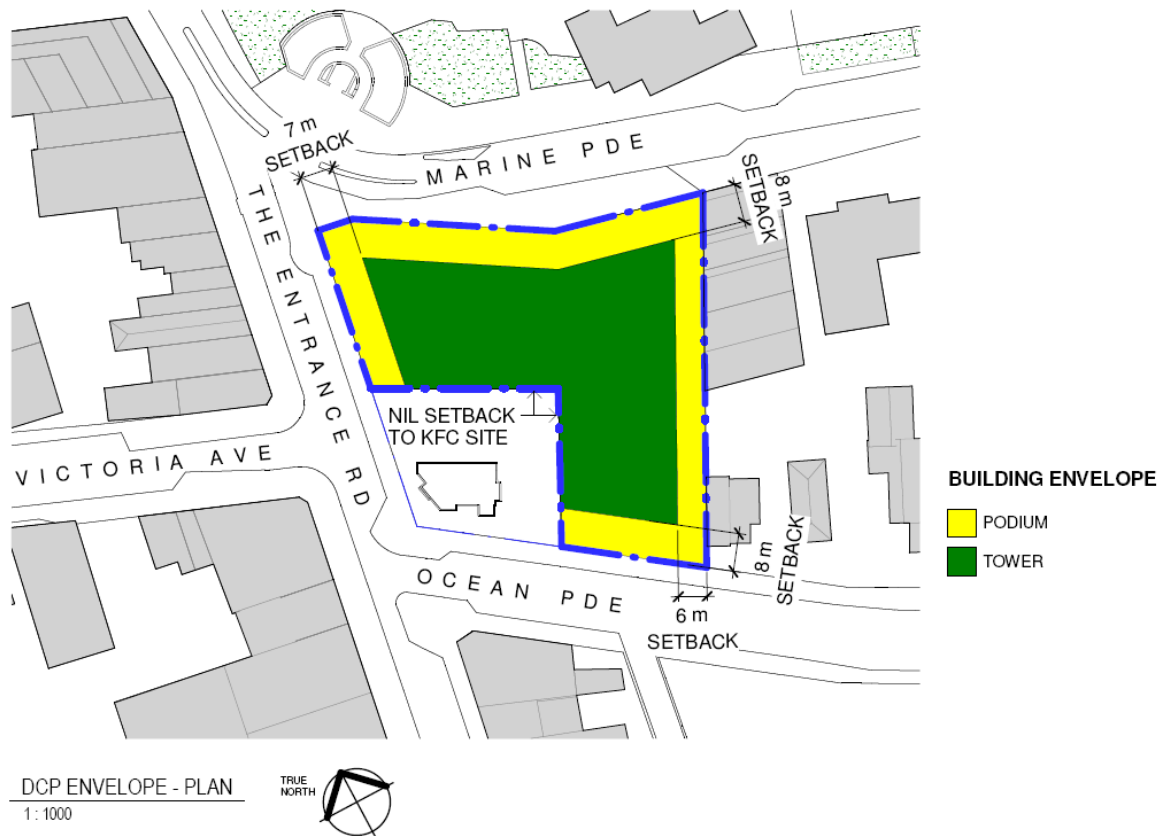 7 m
SETBACK
MARINE PDE
SETBACK
8 m
THE ENTRANCE RD
NIL SETBACK
TO KFC SITE
VICTORIA AVE
BUILDING ENVELOPE
PODIUM
TOWER
8 m
SETBACK
OCEAN PDE
6 m
SETBACK
DCP ENVELOPE - PLAN
1 : 1000
TRUE
NORTH